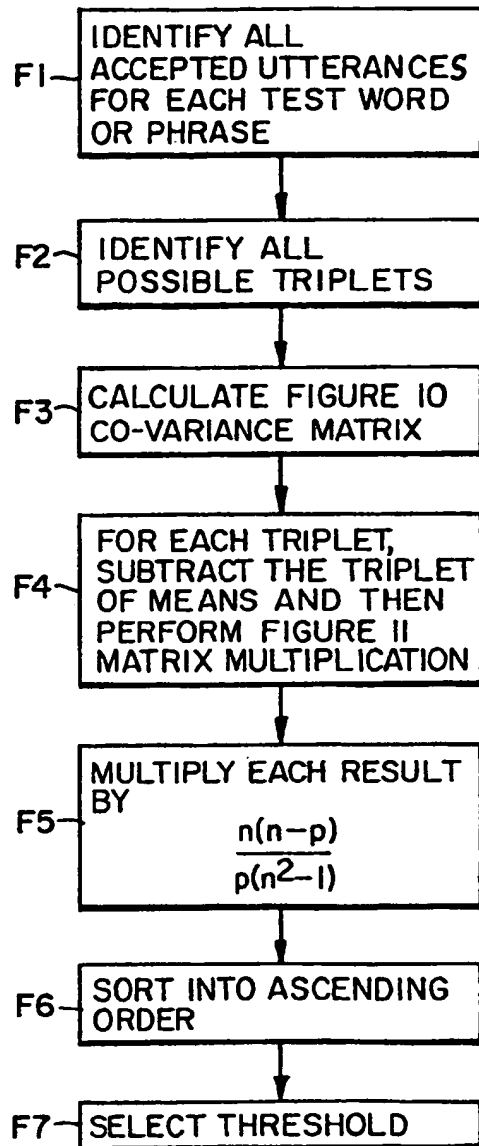 F1
IDENTIFY ALL
ACCEPTED UTTERANCES
FOR EACH TEST WORD
OR PHRASE
F2
IDENTIFY ALL
POSSIBLE TRIPLETS
F3
CALCULATE FIGURE 10
CO-VARIANCE MATRIX
F4
FOR EACH TRIPLET,
SUBTRACT THE TRIPLET
OF MEANS AND THEN
PERFORM FIGURE 11
MATRIX MULTIPLICATION
F5
MULTIPLY EACH RESULT
BY
n(n-p)
p(n²-1)
F6
SORT INTO ASCENDING
ORDER
F7
SELECT THRESHOLD